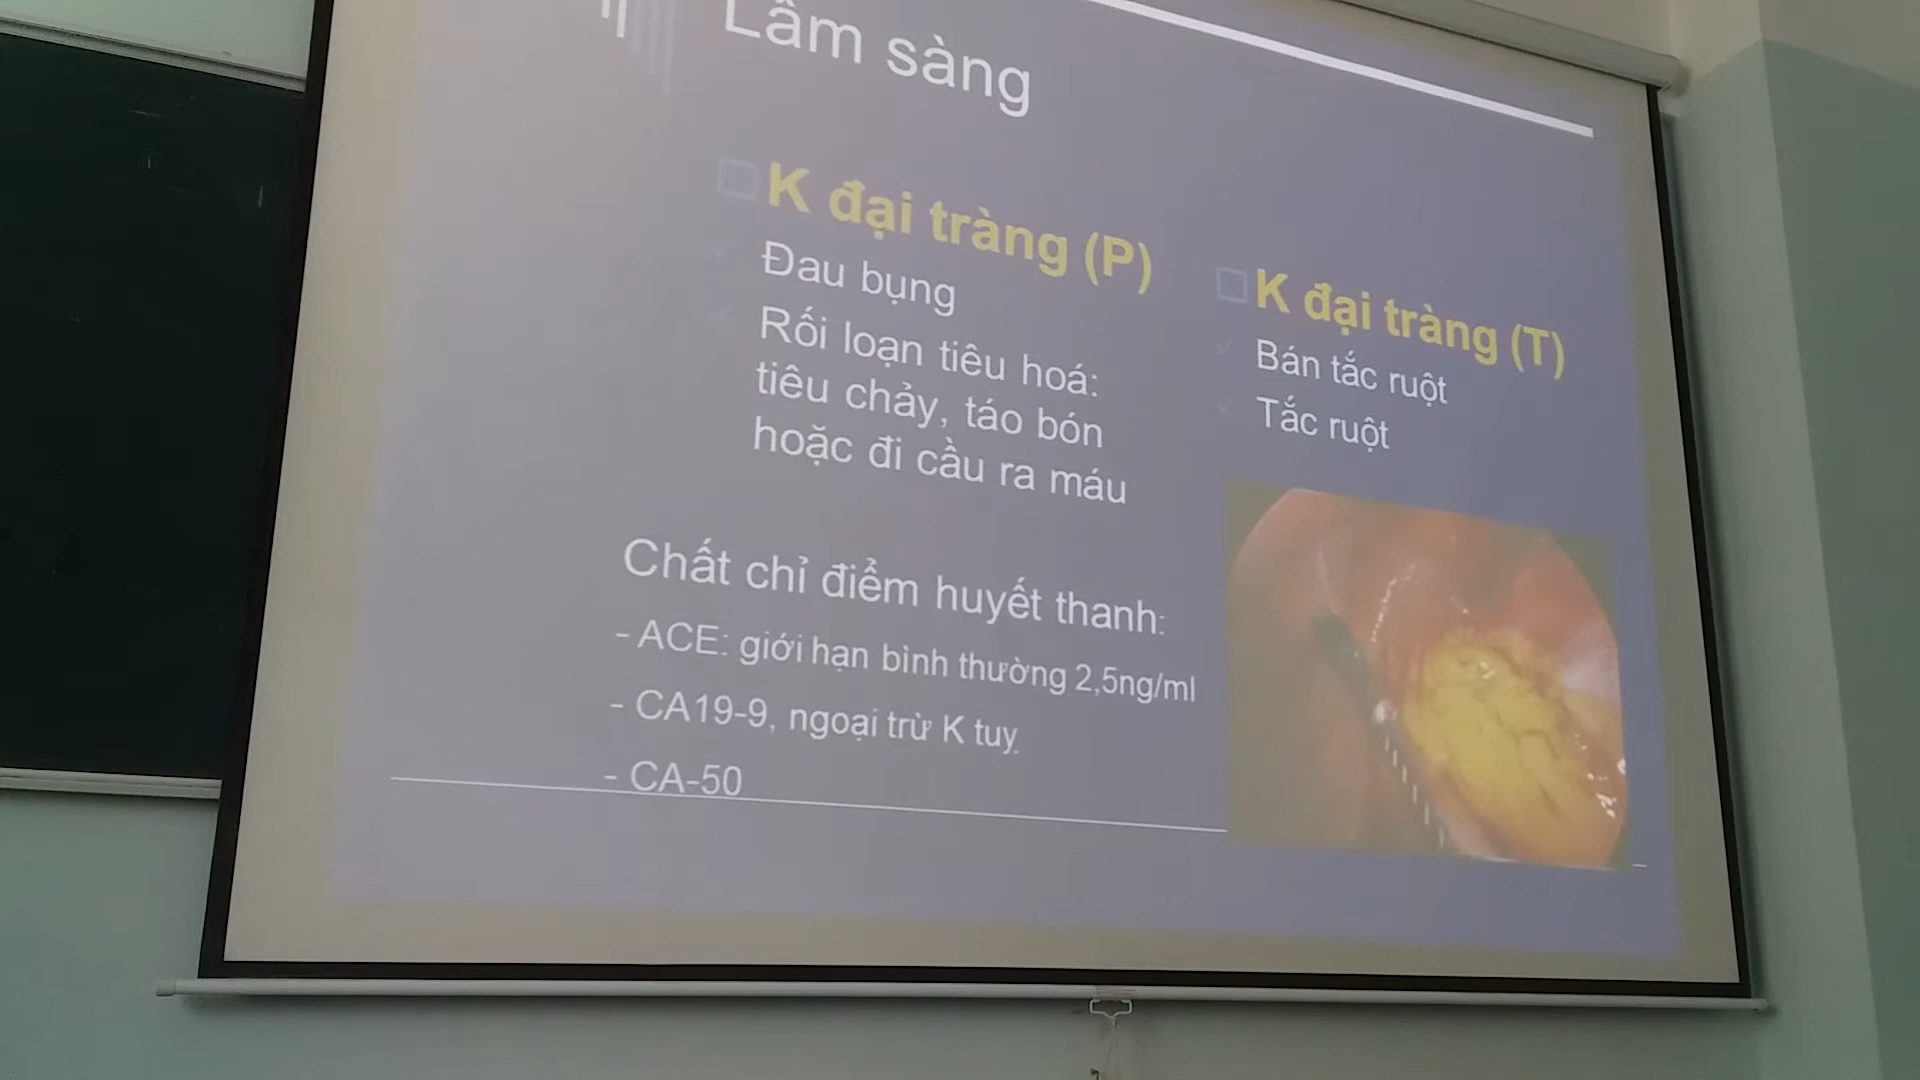 Lâm sàng
K đại tràng (P)
Đau bụng
Rối loạn tiêu hoá:
tiêu chảy, táo bón
hoặc đi cầu ra máu
K đại tràng (T)
Bán tắc ruột
Tắc ruột
Chất chỉ điểm huyết thanh:
- ACE: giới hạn bình thường 2,5ng/ml
- CA19-9, ngoại trừ K tuỵ
- CA-50